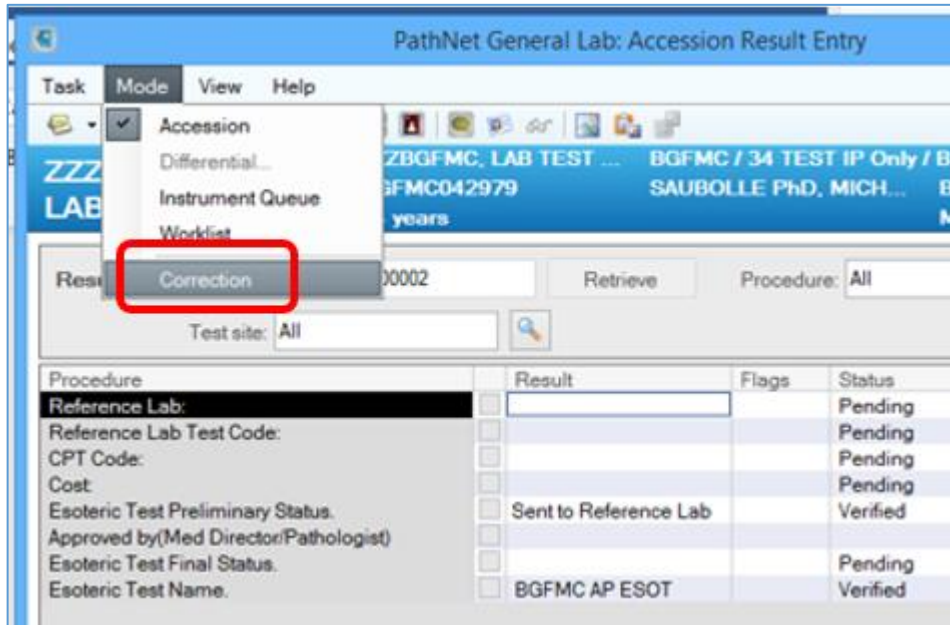 PathNet General Lab: Accession Result Entry
Task Mode View Help
Accession
Differential...
Instrument Queue
Worklist
Correction
ZZZ ZBGFMC, LAB TEST ... BGFMC / 34 TEST IP Only / B
LAB GFMC042979 SAUBOLLE PhD, MICH...
years
Resu 00002 Retrieve Procedure: All
Test site: All
Procedure Result Flags Status
Reference Lab: Pending
Reference Lab Test Code: Pending
CPT Code: Pending
Cost: Pending
Esoteric Test Preliminary Status. Sent to Reference Lab Verified
Approved by(Med Director/Pathologist)
Esoteric Test Final Status. Pending
Esoteric Test Name. BGFMC AP ESOT Verified